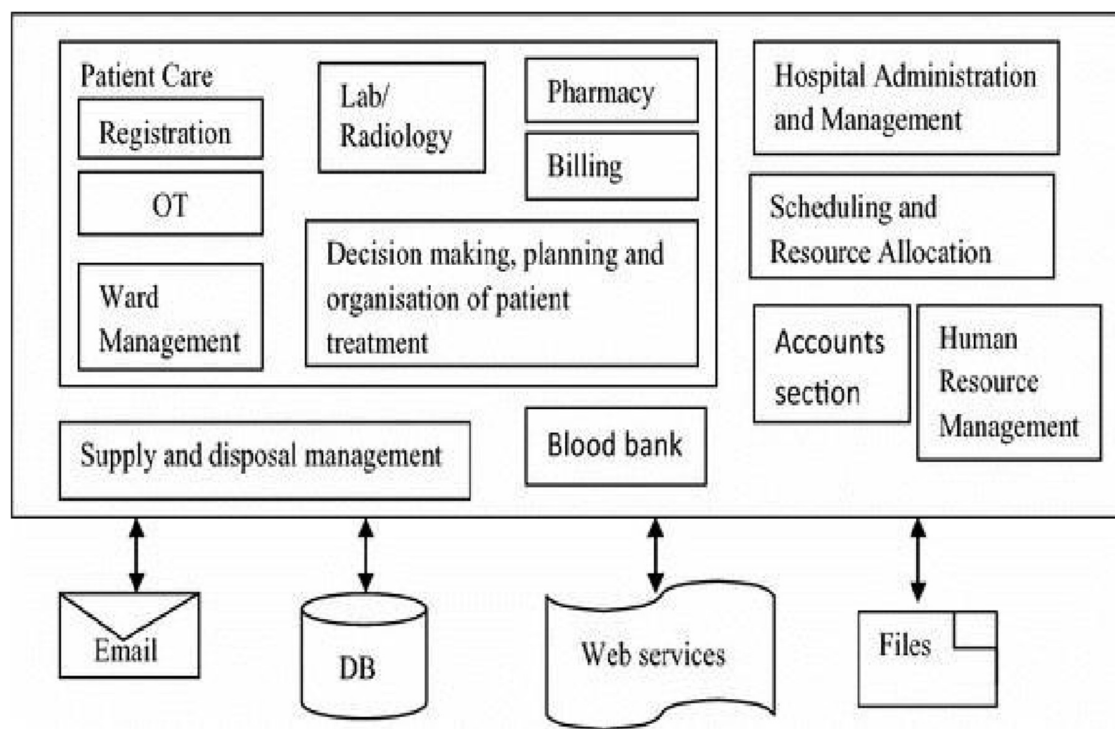 Patient Care
Registration
OT
Ward
Management
Lab/
Radiology
Pharmacy
Billing
Decision making, planning and
organisation of patient
treatment
Hospital Administration
and Management
Scheduling and
Resource Allocation
Accounts
section
Human
Resource
Management
Supply and disposal management
Blood bank
Email
DB
Web services
Files